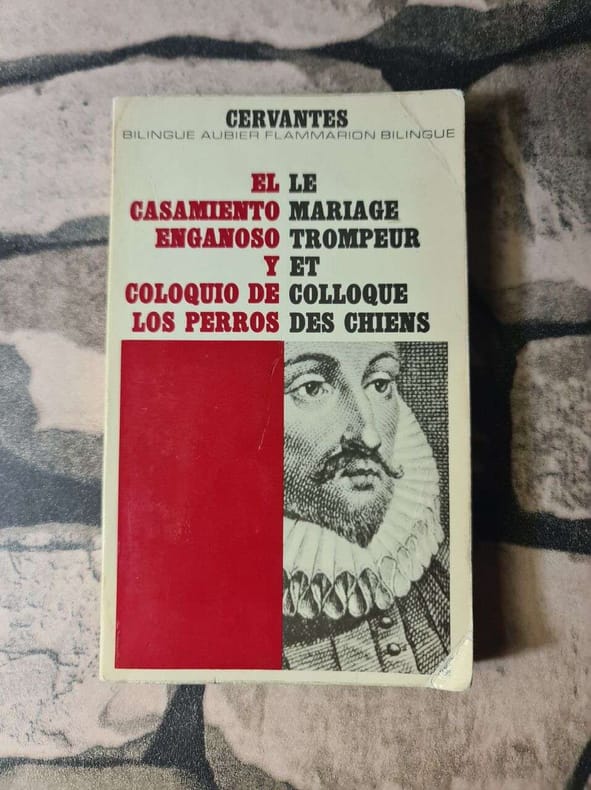 CERVANTES
BILINGUE AUBIER FLAMMARION BILINGUE
EL
CASAMIENTO
ENGANOSO
Y
COLOQUIO DE
LOS PERROS
LE
MARIAGE
TROMPEUR
ET
COLLOQUE
DES CHIENS